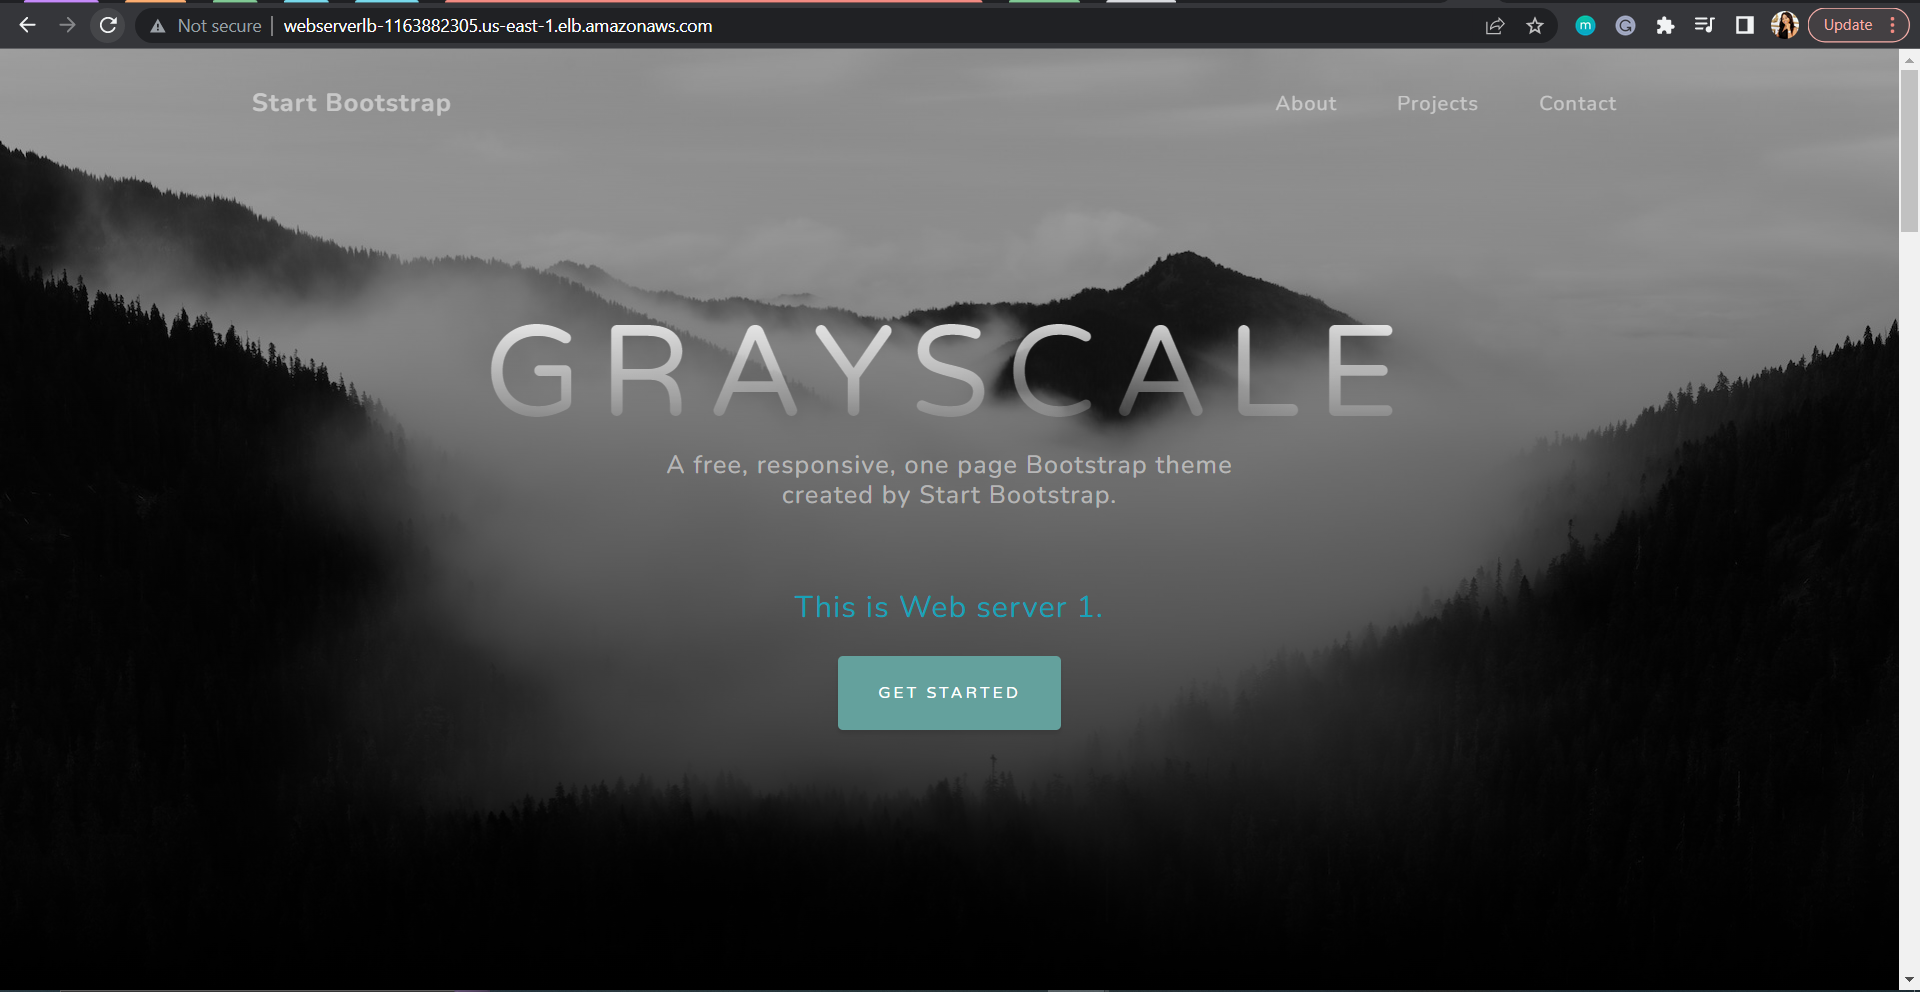 Not secure
webserverlb-1163882305.us-east-1.elb.amazonaws.com
m
G
Update
Start Bootstrap
About
Projects
Contact
GRAYSCALE
A free, responsive, one page Bootstrap theme
created by Start Bootstrap.
This is Web server 1.
GET STARTED